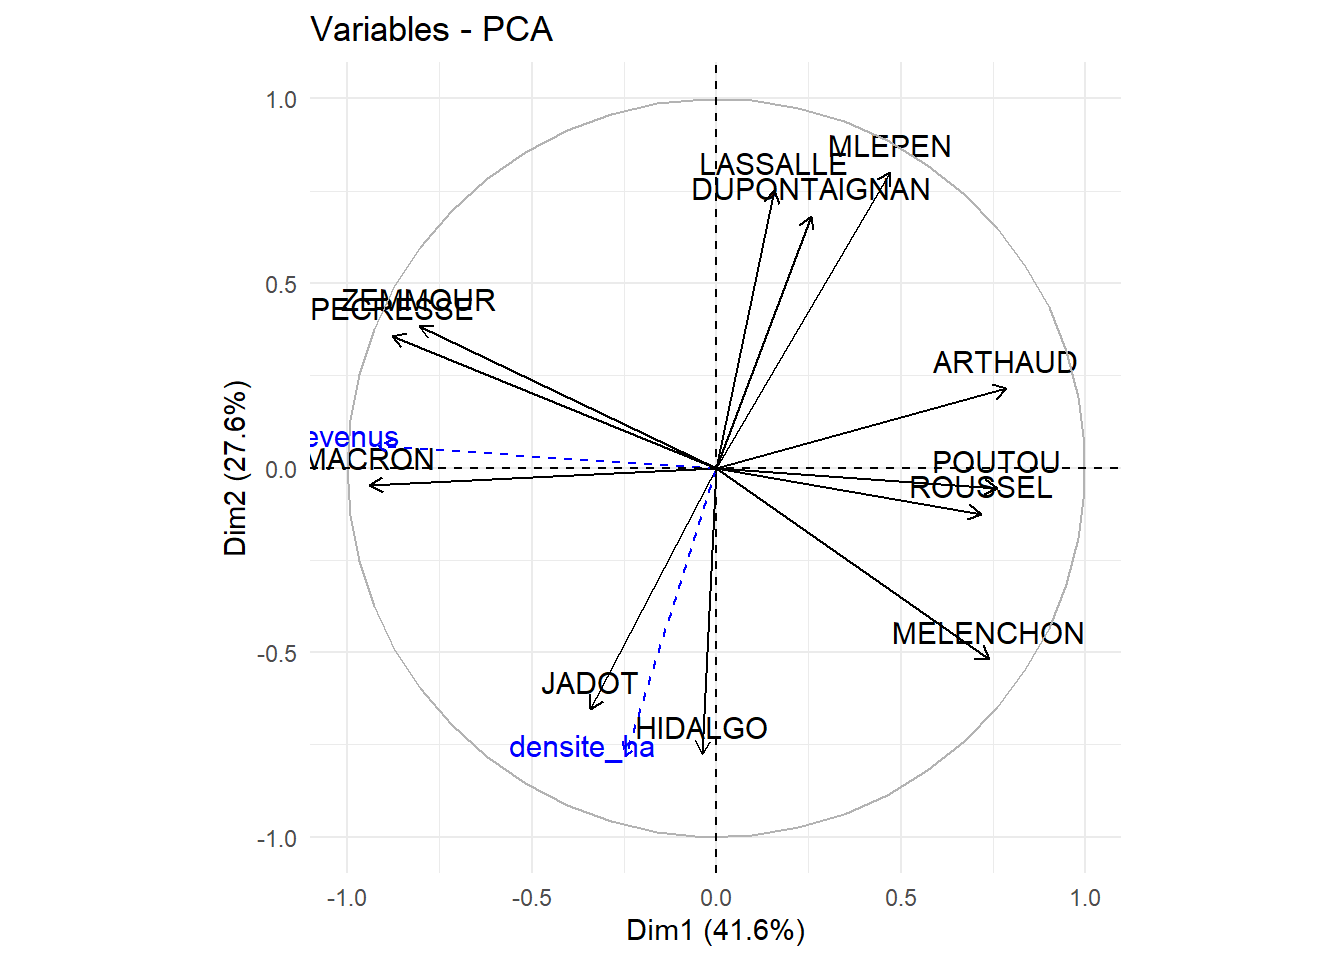 Variables - PCA
1.0
MLEPEN
LASSALLE
DUPONTAIGNAN
0.5
ZEMMOUR
PECRESSE
ARTHAUD
evenus
MACRON
0.0
POUTOU
ROUSSEL
Dim2 (27.6%)
MELENCHON
-0.5
JADOT
HIDALGO
densite_ha
-1.0
-1.0 -0.5 0.0 0.5 1.0
Dim1 (41.6%)